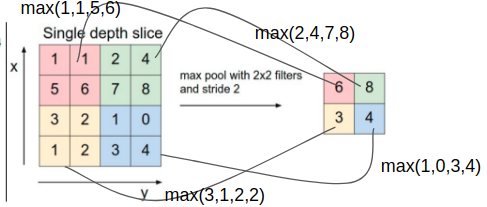 max(1,1,5,6)
Single depth slice
max(2,4,7,8)
x
1 1 2 4
5 6 7 8
3 2 1 0
1 2 3 4
max pool with 2x2 filters
and stride 2
6 8
3 4
max(1,0,3,4)
y
max(3,1,2,2)